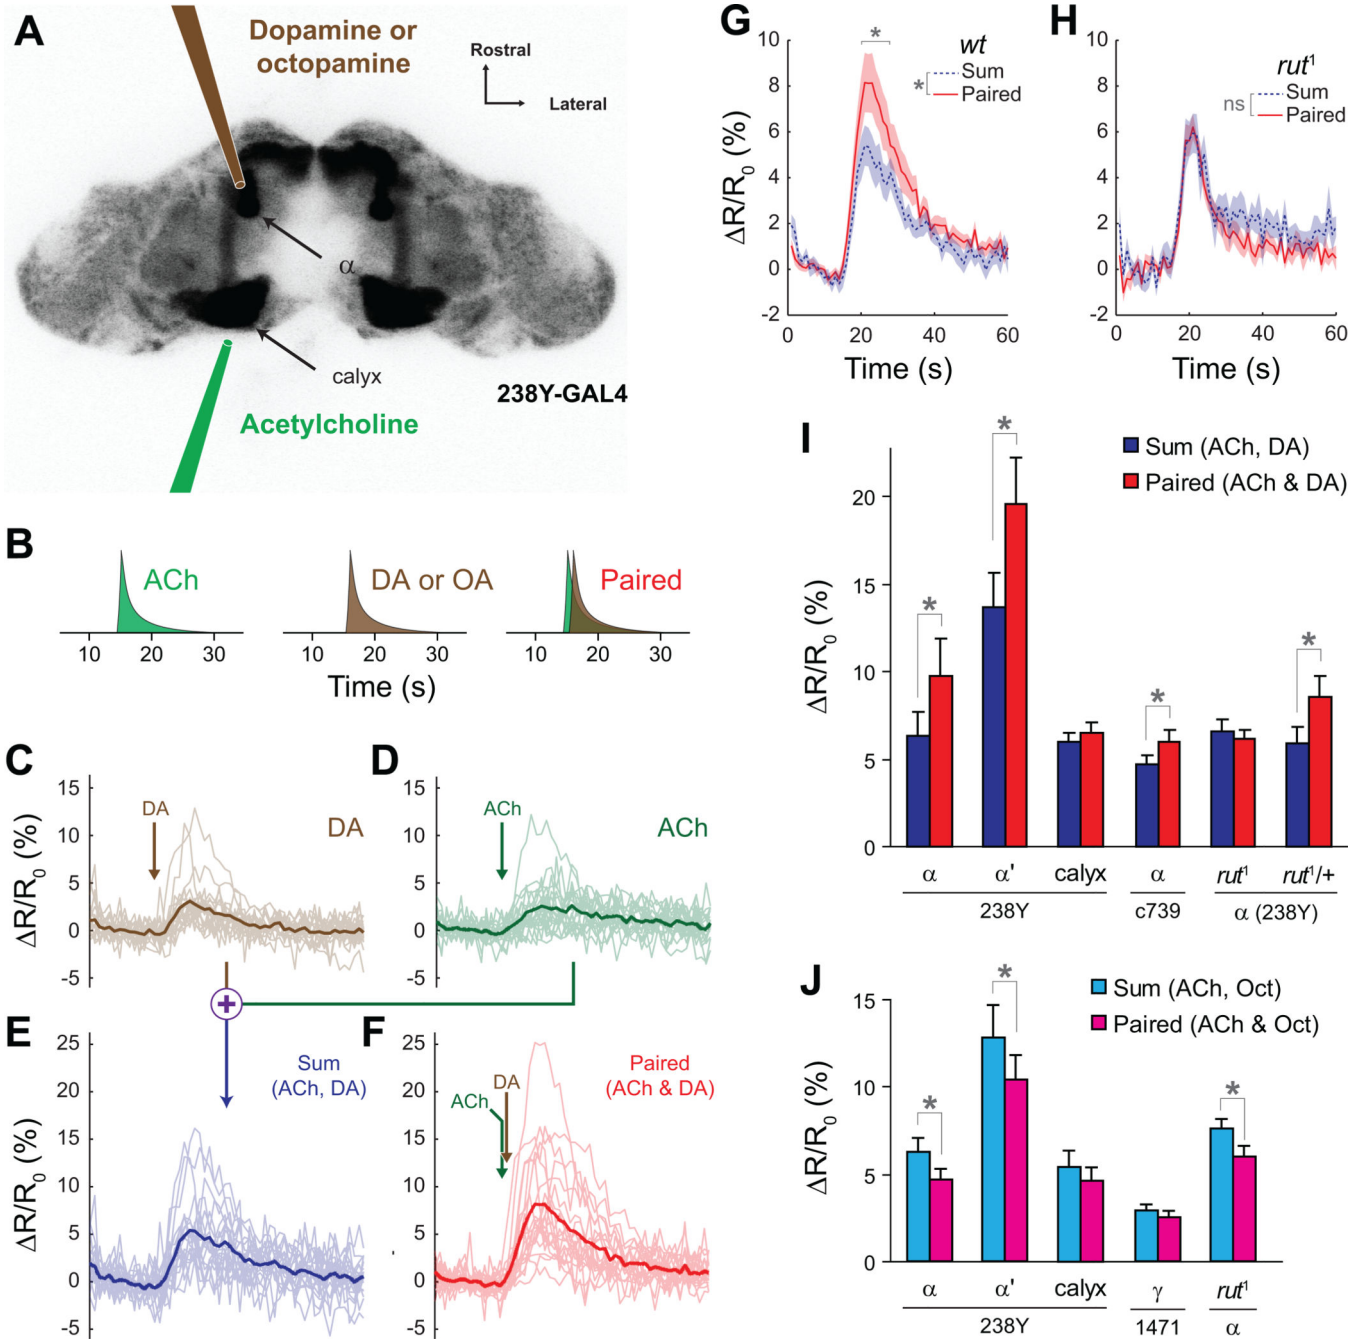 A
Dopamine or
octopamine
Rostral
Lateral
α
calyx
238Y-GAL4
Acetylcholine
B
ACh
DA or OA
Paired
10 20 30
10 20 30
10 20 30
Time (s)
C
ΔR/R0 (%)
15
10
5
0
-5
DA
DA
D
15
10
5
0
-5
ACh
ACh
+
E
ΔR/R0 (%)
25
20
15
10
5
0
-5
Sum
(ACh, DA)
F
25
20
15
10
5
0
-5
DA
ACh
Paired
(ACh & DA)
G
ΔR/R0 (%)
10
8
6
4
2
0
-2
*
wt
Sum
* Paired
0 20 40 60
Time (s)
H
10
8
6
4
2
0
-2
rut1
Sum
ns
Paired
0 20 40 60
Time (s)
I
Sum (ACh, DA)
Paired (ACh & DA)
ΔR/R0 (%)
20
15
10
5
0
* * * *
α α' calyx α rut1 rut1/+
238Y c739 α (238Y)
J
Sum (ACh, Oct)
Paired (ACh & Oct)
ΔR/R0 (%)
15
10
5
0
* * *
α α' calyx γ rut1
238Y 1471 α